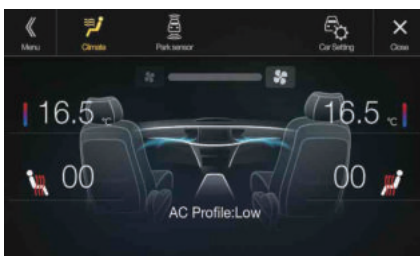 Menu
Climate
Park sensor
Car Setting
Close
16.5 °C
16.5 °C
00
00
AC Profile:Low